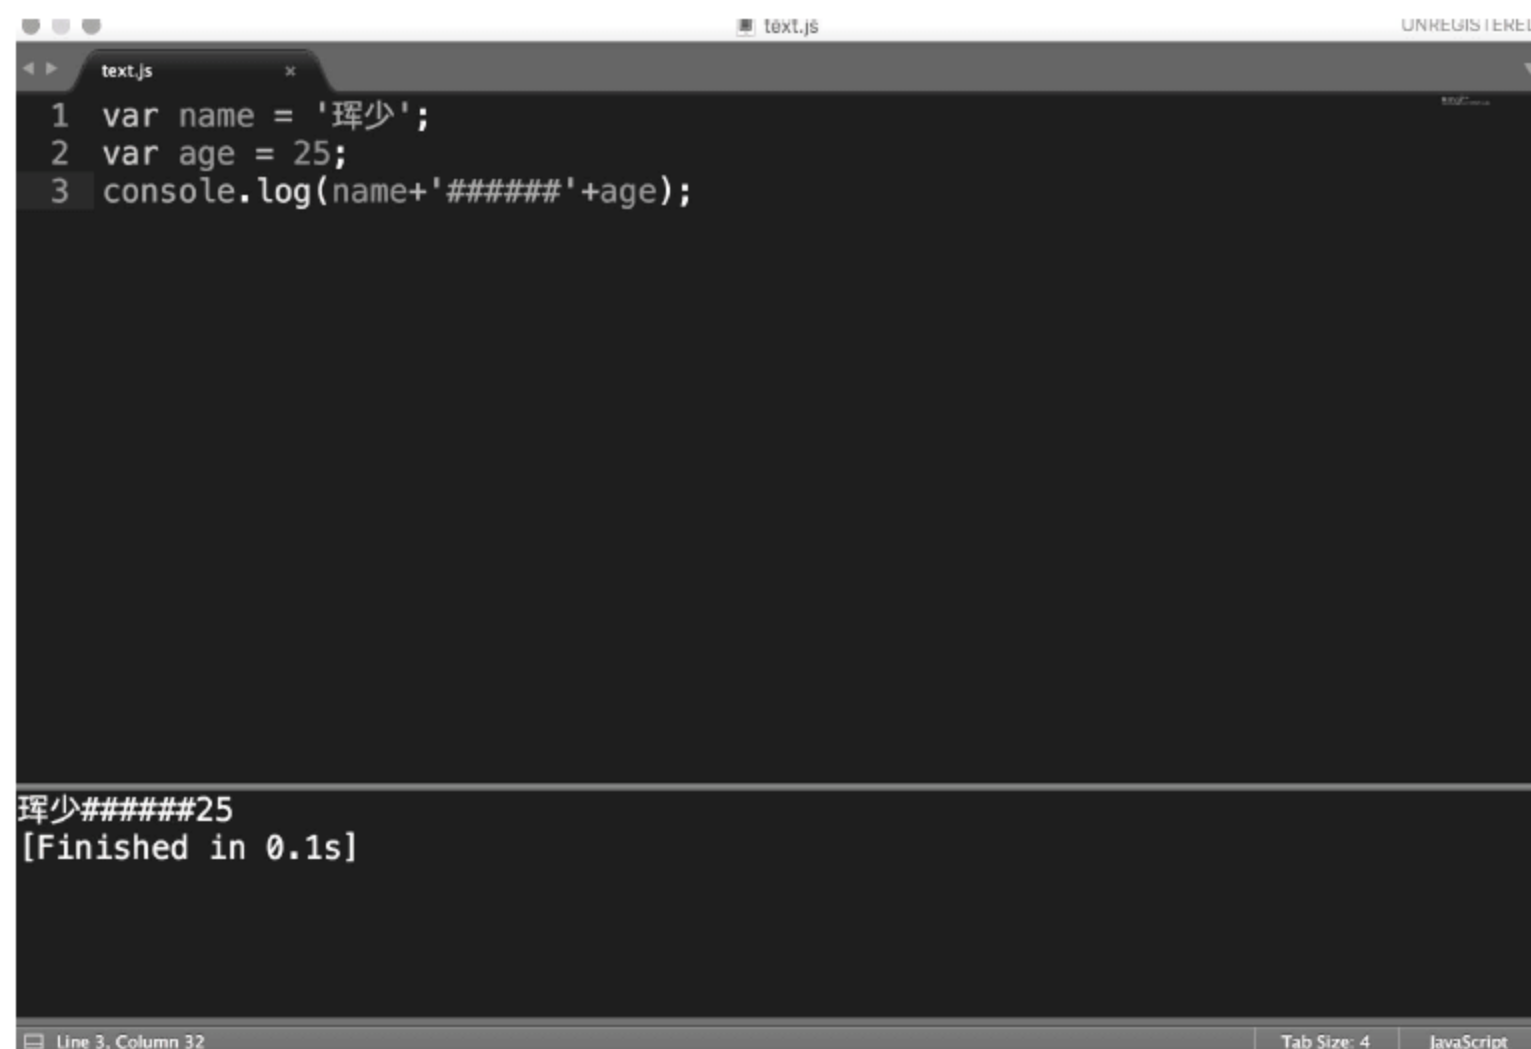 text.js
UNREGISTERED
text.js
1 var name = '珲少';
2 var age = 25;
3 console.log(name+'######'+age);
珲少######25
[Finished in 0.1s]
Line 3, Column 32
Tab Size: 4
JavaScript